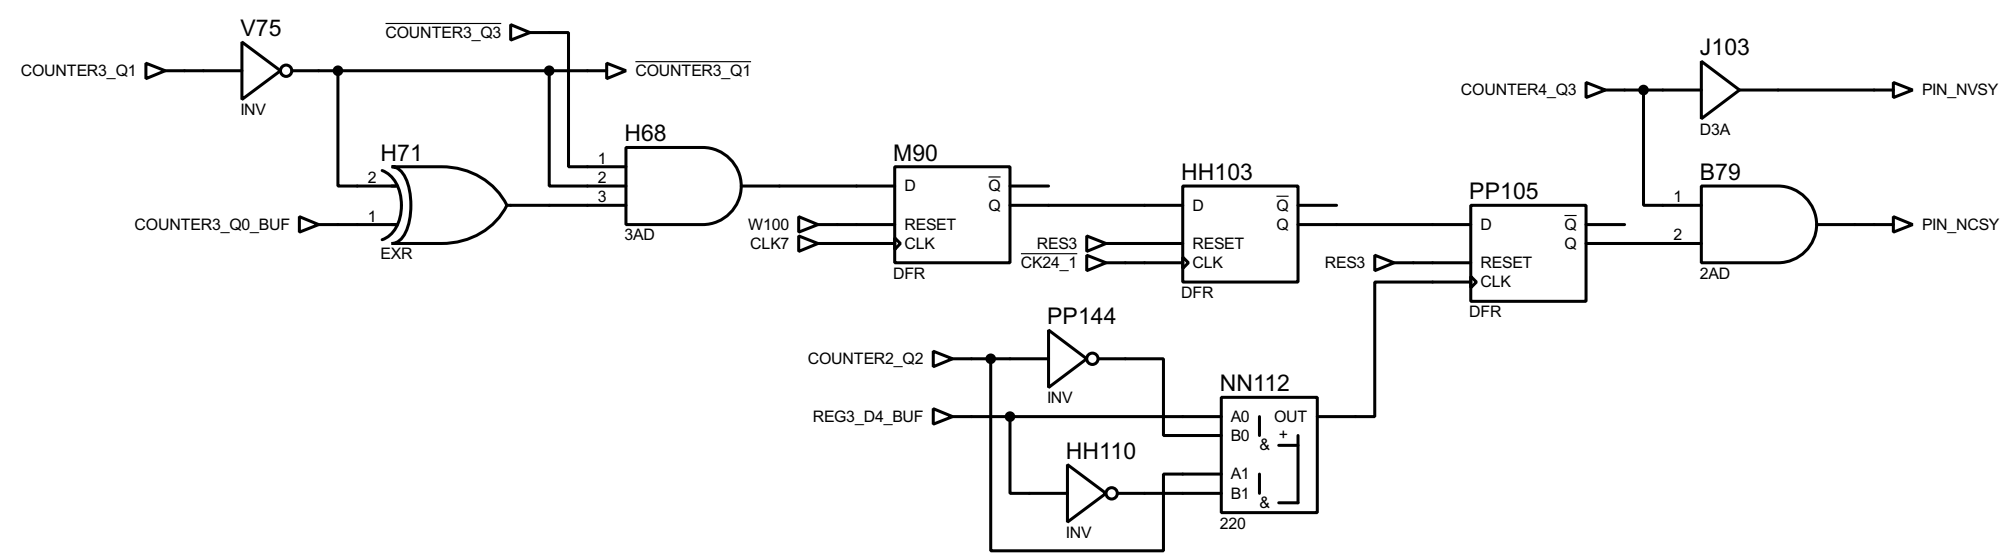 V75
COUNTER3_Q3
COUNTER3_Q1
COUNTER3_Q1
INV
J103
COUNTER4_Q3
PIN_NVSY
D3A
H71
H68
1
2
3
2
1
COUNTER3_Q0_BUF
EXR
3AD
M90
D
Q
Q
W100
RESET
CLK7
CLK
DFR
HH103
D
Q
Q
RES3
RESET
CK24_1
CLK
DFR
PP105
D
Q
Q
RES3
RESET
CLK
DFR
B79
1
2
PIN_NCSY
2AD
PP144
COUNTER2_Q2
INV
REG3_D4_BUF
HH110
INV
NN112
A0 OUT
B0 & +
A1
B1 &
220